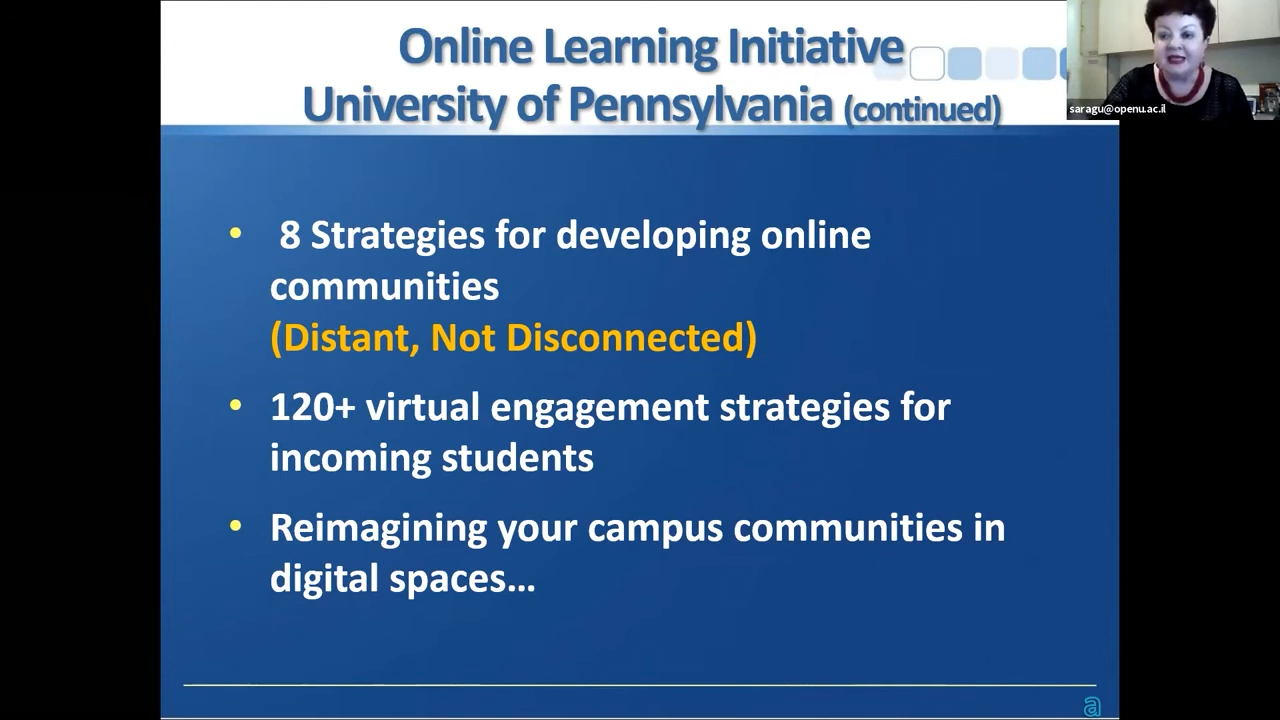 Online Learning Initiative
University of Pennsylvania (continued)
saragu@openu.ac.il
• 8 Strategies for developing online
communities
(Distant, Not Disconnected)
• 120+ virtual engagement strategies for
incoming students
• Reimagining your campus communities in
digital spaces…
a